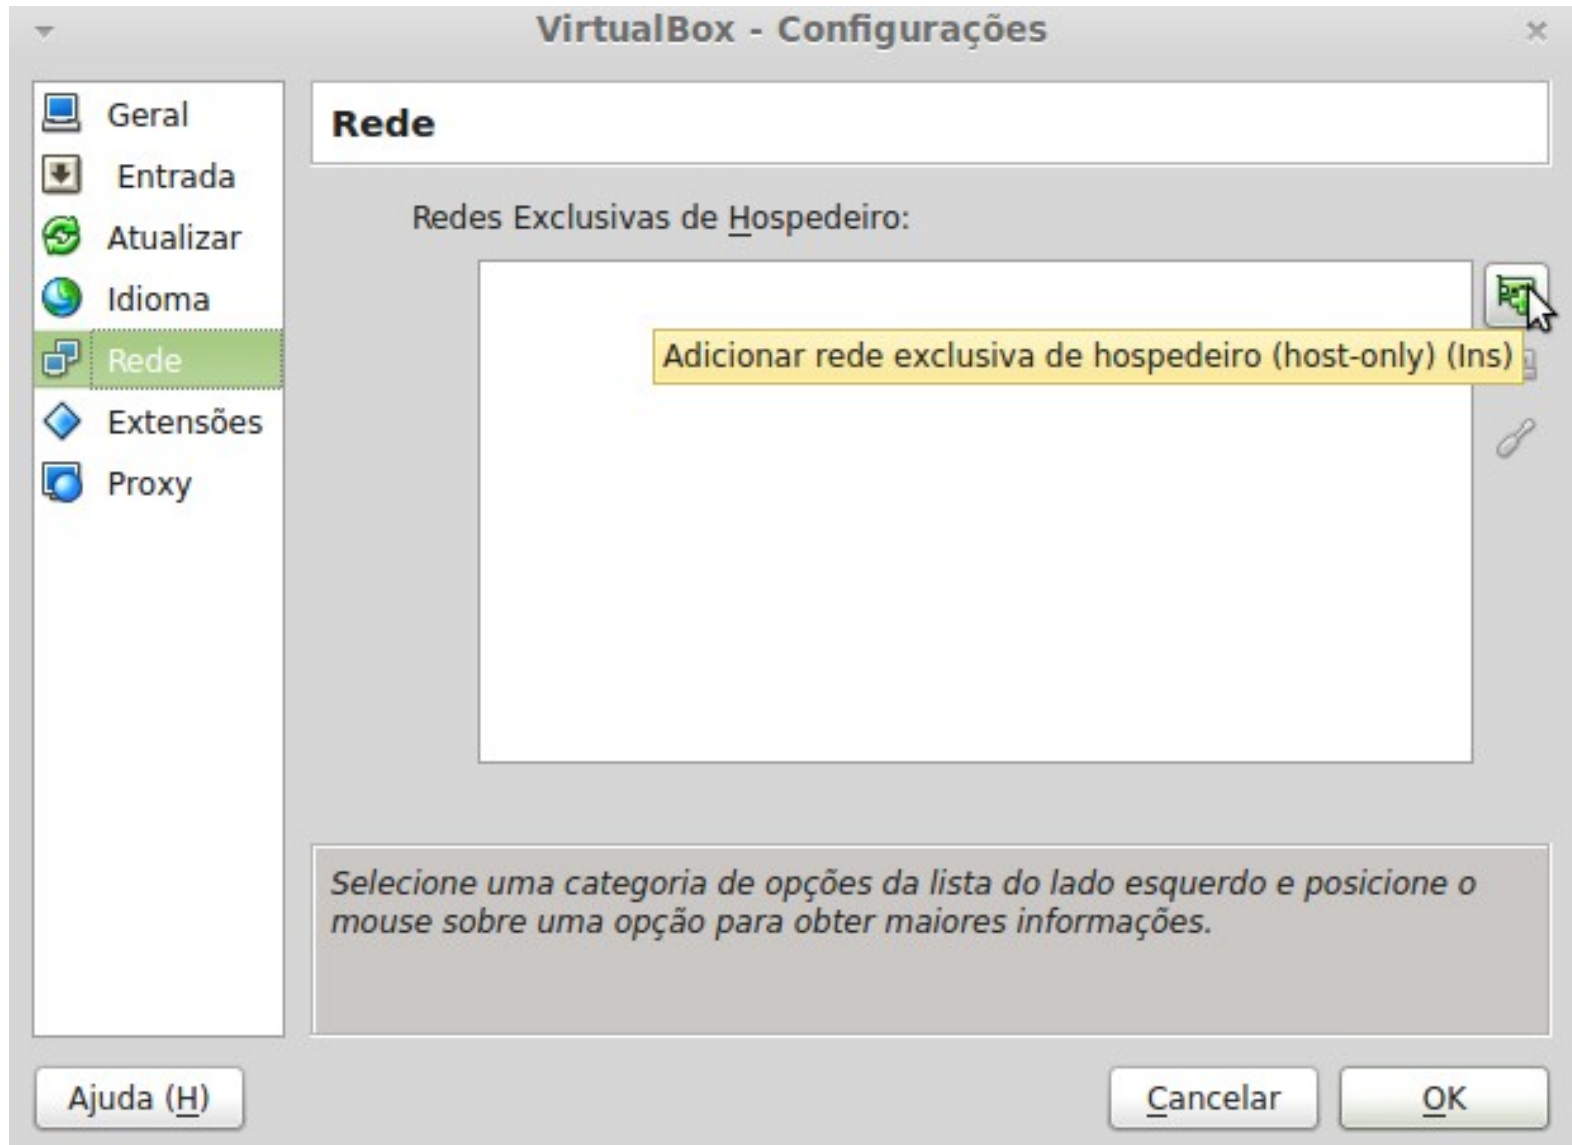 VirtualBox - Configurações
Geral
Entrada
Atualizar
Idioma
Rede
Extensões
Proxy
Rede
Redes Exclusivas de Hospedeiro:
Adicionar rede exclusiva de hospedeiro (host-only) (Ins)
Selecione uma categoria de opções da lista do lado esquerdo e posicione o
mouse sobre uma opção para obter maiores informações.
Ajuda (H)
Cancelar
OK